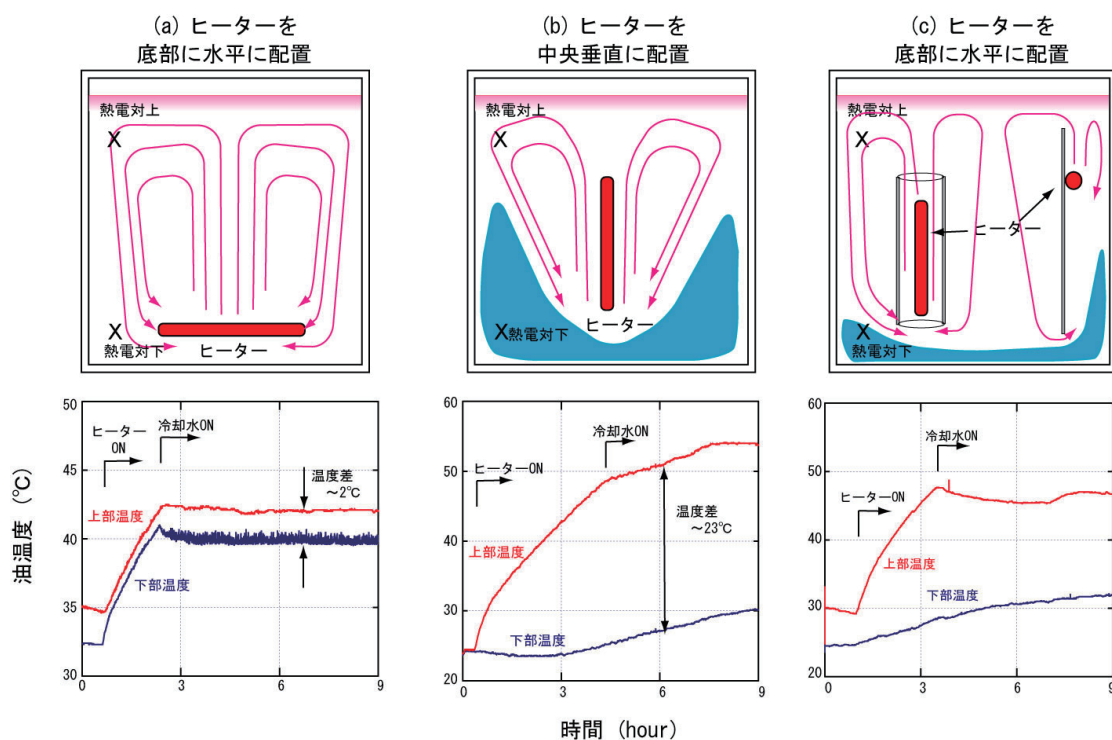 (a) ヒーターを
底部に水平に配置
(b) ヒーターを
中央垂直に配置
(c) ヒーターを
底部に水平に配置
熱電対上
X
X
熱電対下
ヒーター
熱電対上
X
X熱電対下
ヒーター
熱電対上
X
ヒーター
X
熱電対下
油温度 (℃)
50
45
40
35
30
0
3
6
9
ヒーター
ON
冷却水ON
温度差
～2℃
上部温度
下部温度
60
50
40
30
20
0
3
6
9
ヒーターON
冷却水ON
温度差
～23℃
上部温度
下部温度
60
50
40
30
20
0
3
6
9
ヒーターON
冷却水ON
上部温度
下部温度
時間 (hour)